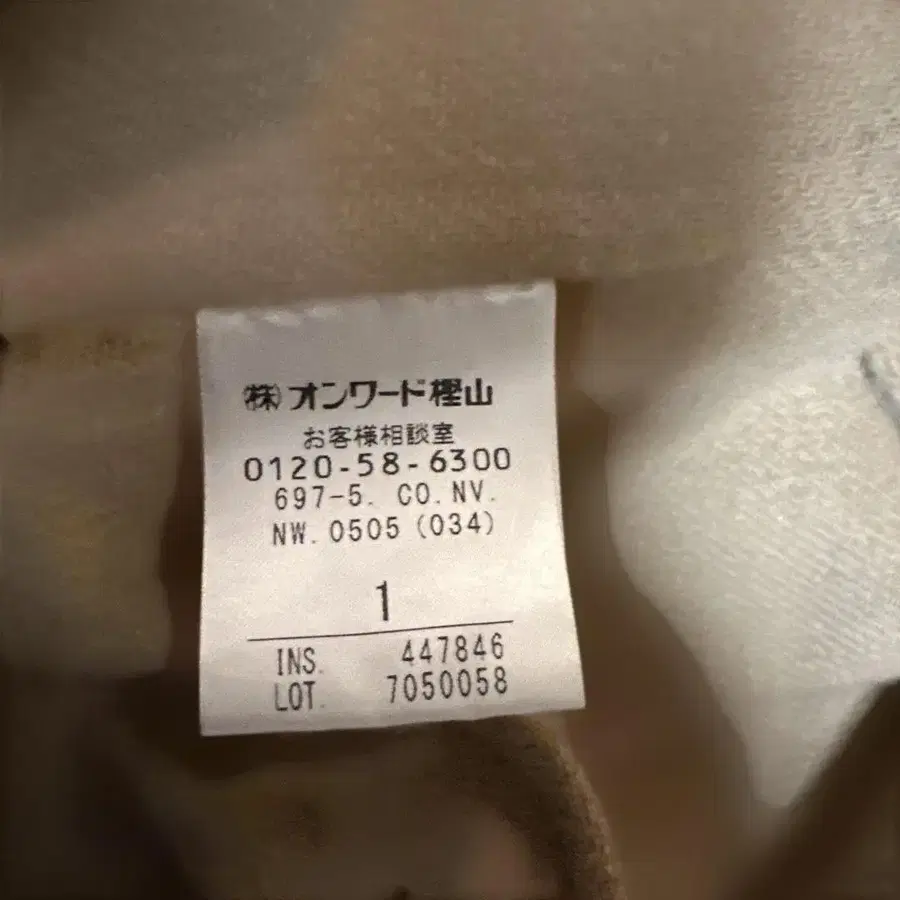 ㈱オンワード樫山
お客様相談室
0120-58-6300
697-5. CO.NV.
NW. 0505 (034)
1
INS. 447846
LOT. 7050058